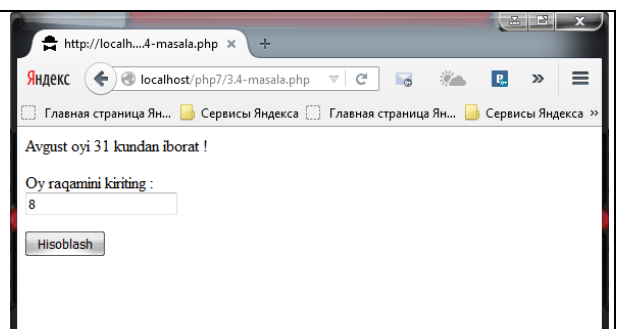 http://localh....4-masala.php × +
Яндекс localhost/php7/3.4-masala.php »
Главная страница Ян... Сервисы Яндекса Главная страница Ян... Сервисы Яндекса »
Avgust oyi 31 kundan iborat !
Oy raqamini kiriting :
8
Hisoblash